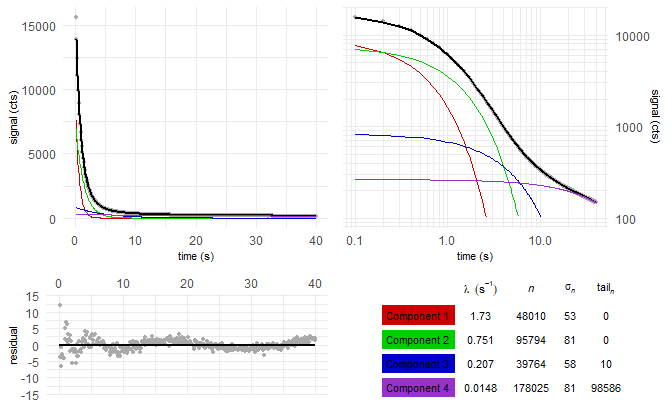 15000
10000
5000
0
signal (cts)
0 10 20 30 40
time (s)
10000
1000
100
signal (cts)
0.1 1.0 10.0
time (s)
0 10 20 30 40
15
10
5
0
-5
-10
-15
residual
λ (s⁻¹) n σₙ tailₙ
Component 1 1.73 48010 53 0
Component 2 0.751 95794 81 0
Component 3 0.207 39764 58 10
Component 4 0.0148 178025 81 98586